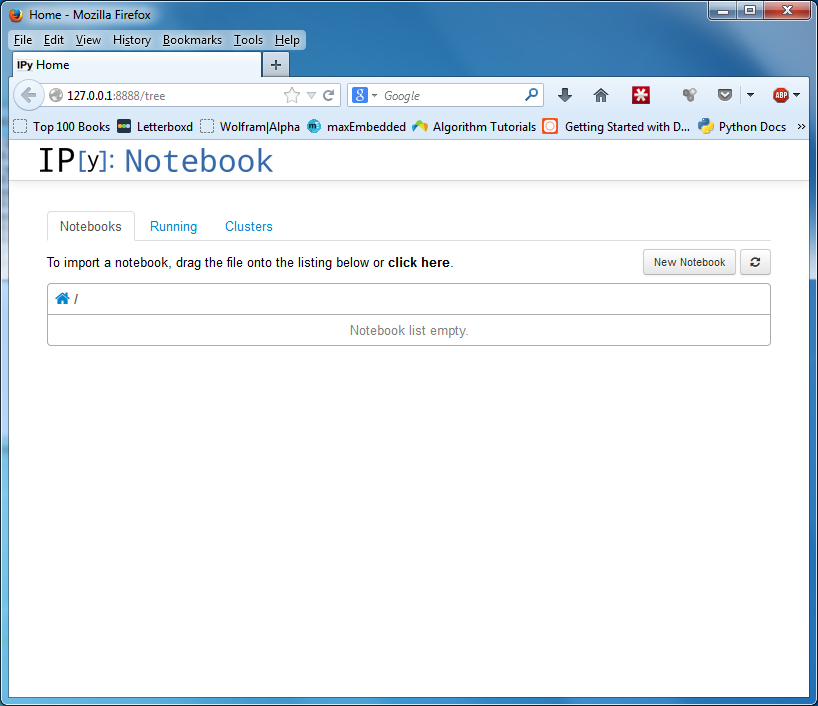 Home - Mozilla Firefox
File Edit View History Bookmarks Tools Help
IPy Home
127.0.0.1:8888/tree
8 Google
ABP
Top 100 Books Letterboxd Wolfram|Alpha maxEmbedded Algorithm Tutorials Getting Started with D... Python Docs »
IP[y]: Notebook
Notebooks Running Clusters
To import a notebook, drag the file onto the listing below or click here. New Notebook
/
Notebook list empty.